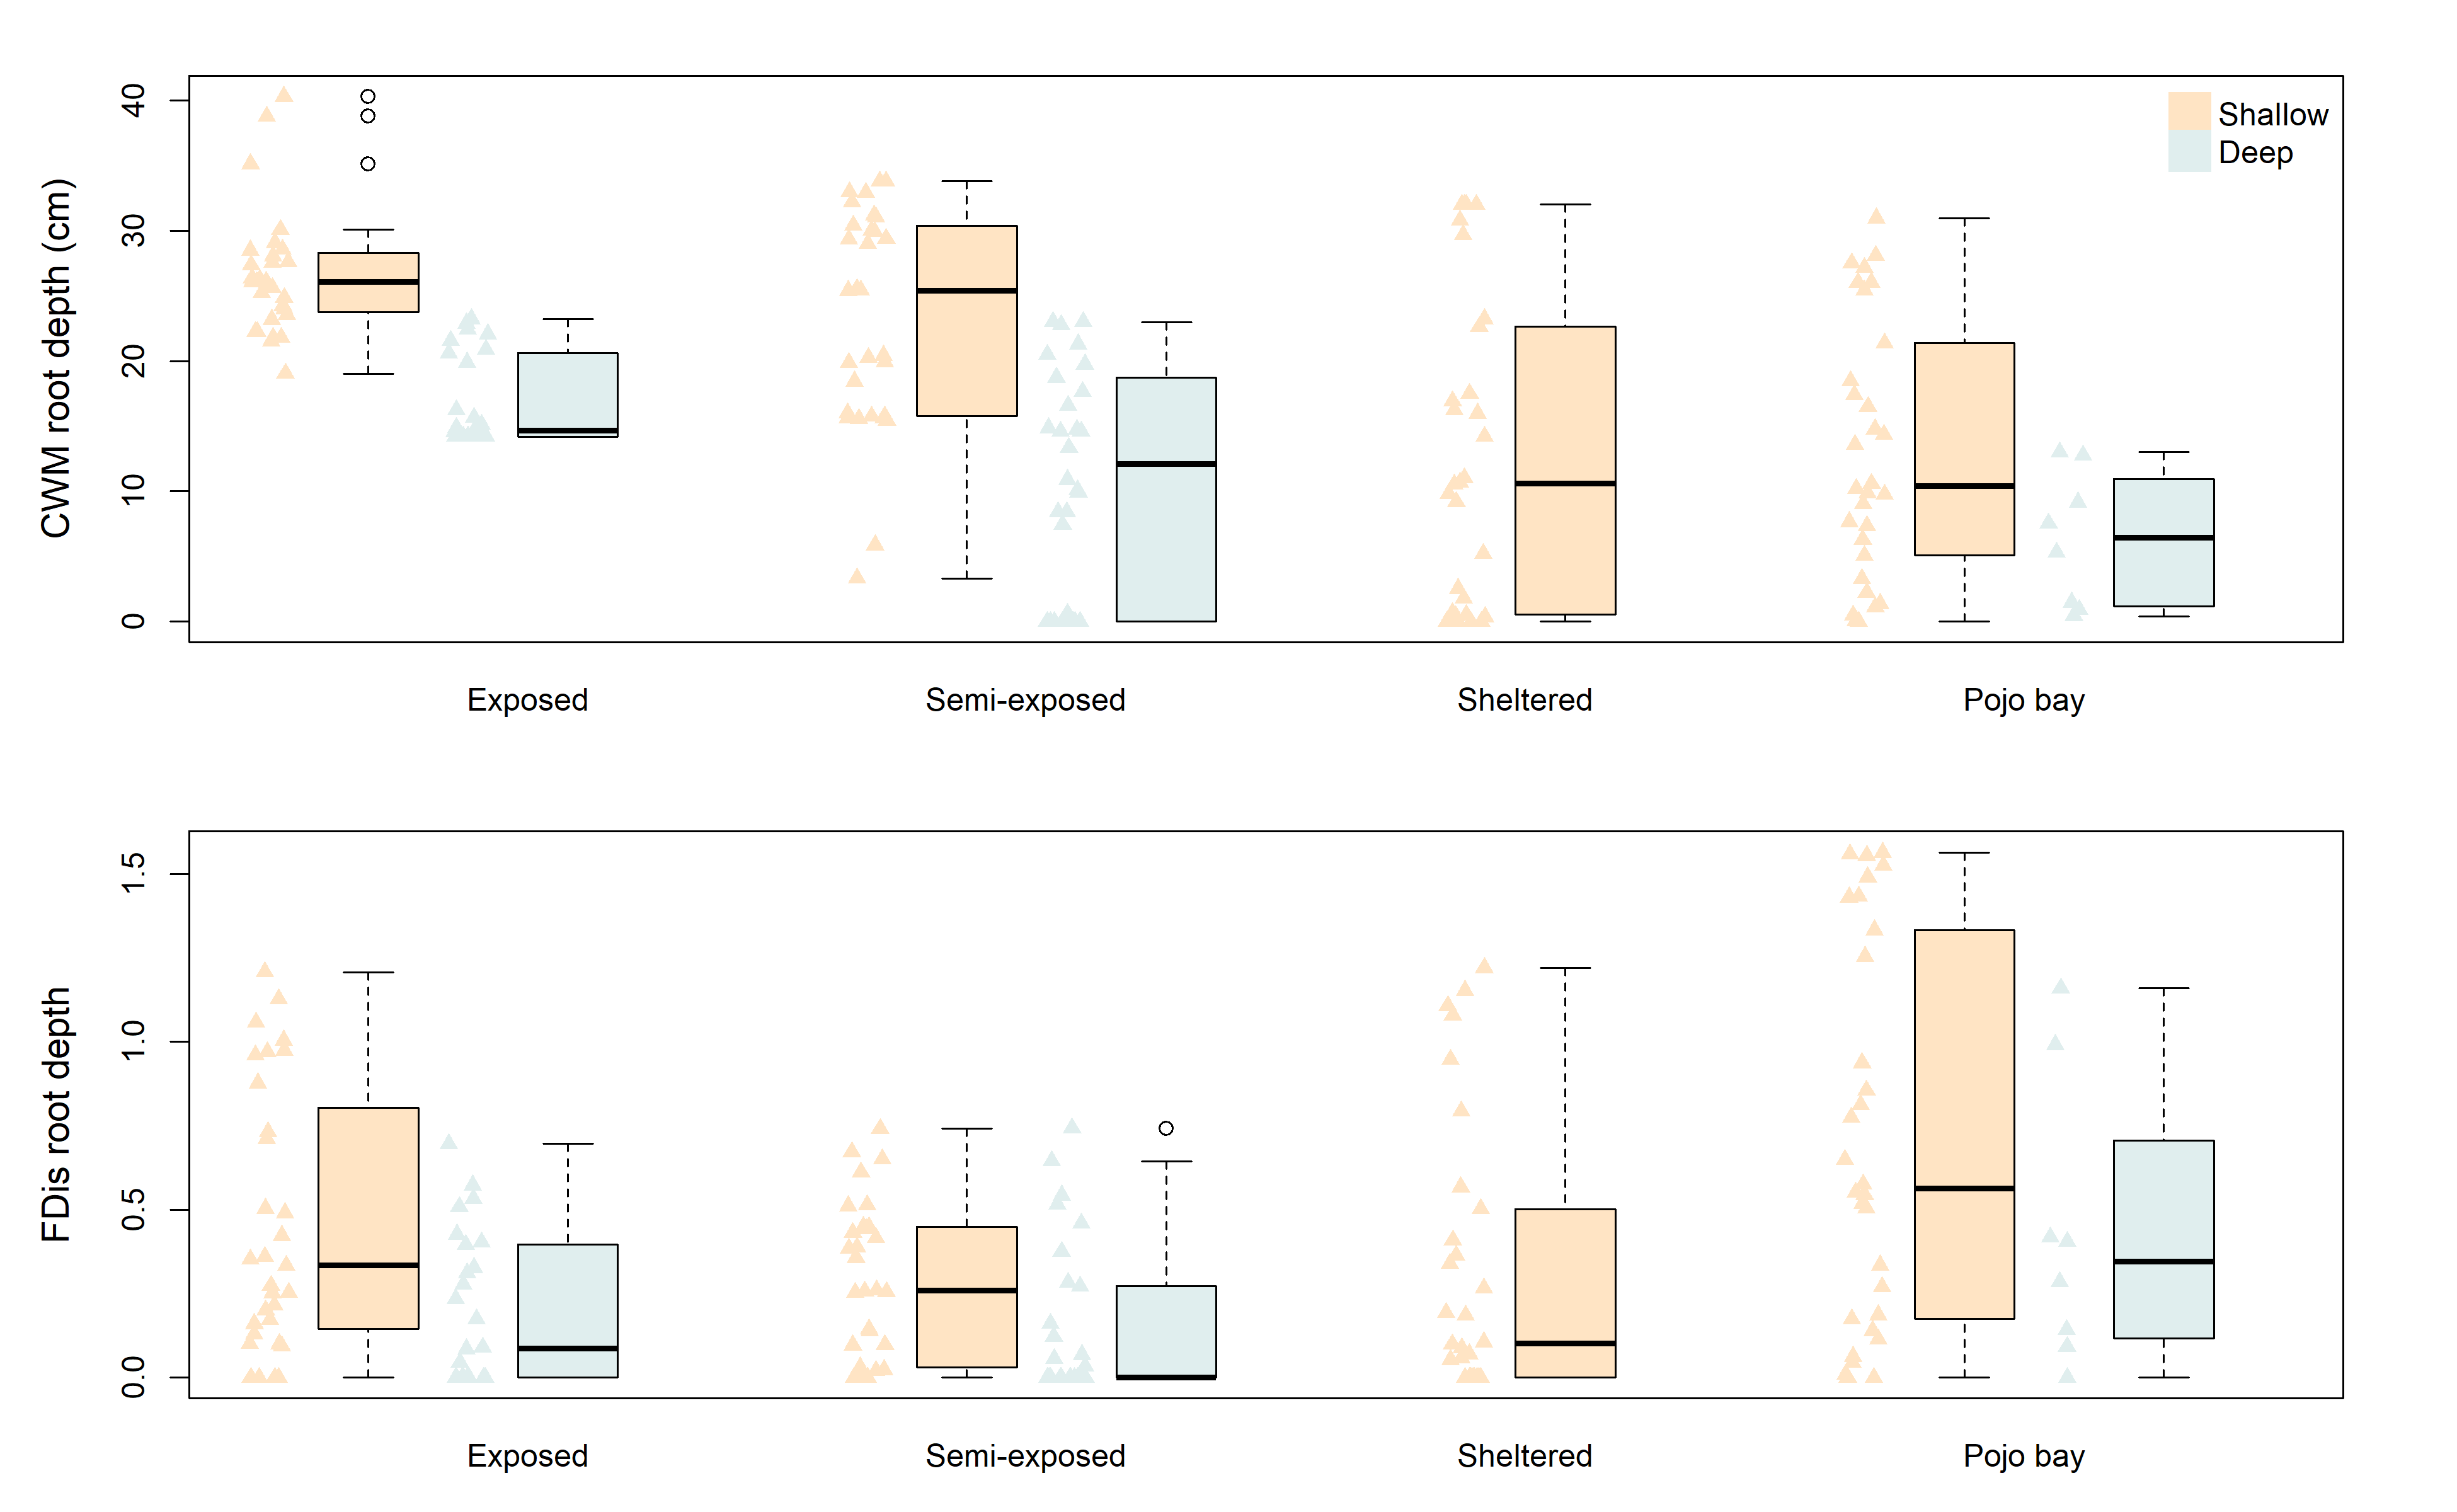 CWM root depth (cm)
40
30
20
10
0
Shallow
Deep
Exposed Semi-exposed Sheltered Pojo bay
FDis root depth
1.5
1.0
0.5
0.0
Exposed Semi-exposed Sheltered Pojo bay